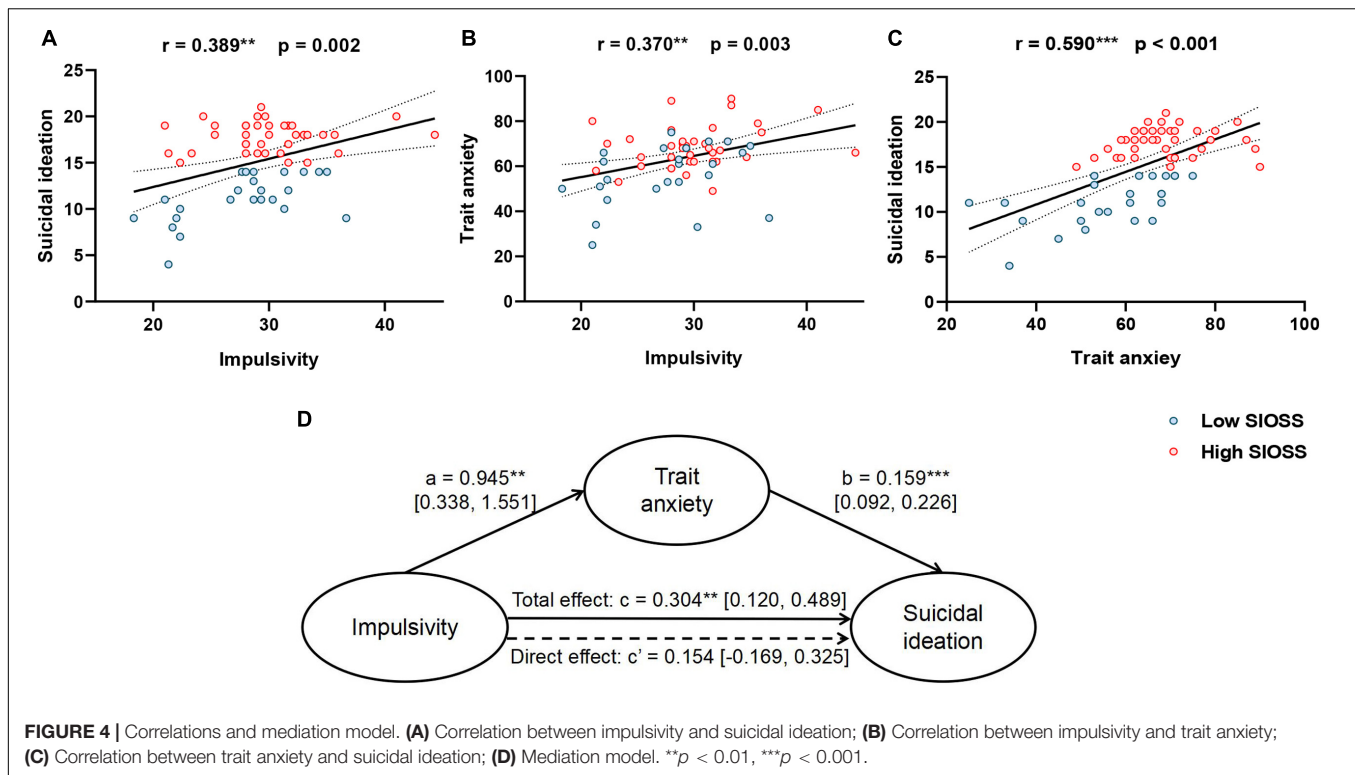 A
r = 0.389** p = 0.002
Suicidal ideation
25
20
15
10
5
0
20 30 40
Impulsivity
B
r = 0.370** p = 0.003
Trait anxiety
100
80
60
40
20
0
20 30 40
Impulsivity
C
r = 0.590*** p < 0.001
Suicidal ideation
25
20
15
10
5
0
20 40 60 80 100
Trait anxiey
Low SIOSS
High SIOSS
D
a = 0.945**
[0.338, 1.551]
Trait
anxiety
b = 0.159***
[0.092, 0.226]
Impulsivity
Total effect: c = 0.304** [0.120, 0.489]
Direct effect: c' = 0.154 [-0.169, 0.325]
Suicidal
ideation
FIGURE 4 | Correlations and mediation model. (A) Correlation between impulsivity and suicidal ideation; (B) Correlation between impulsivity and trait anxiety;
(C) Correlation between trait anxiety and suicidal ideation; (D) Mediation model. **p < 0.01, ***p < 0.001.